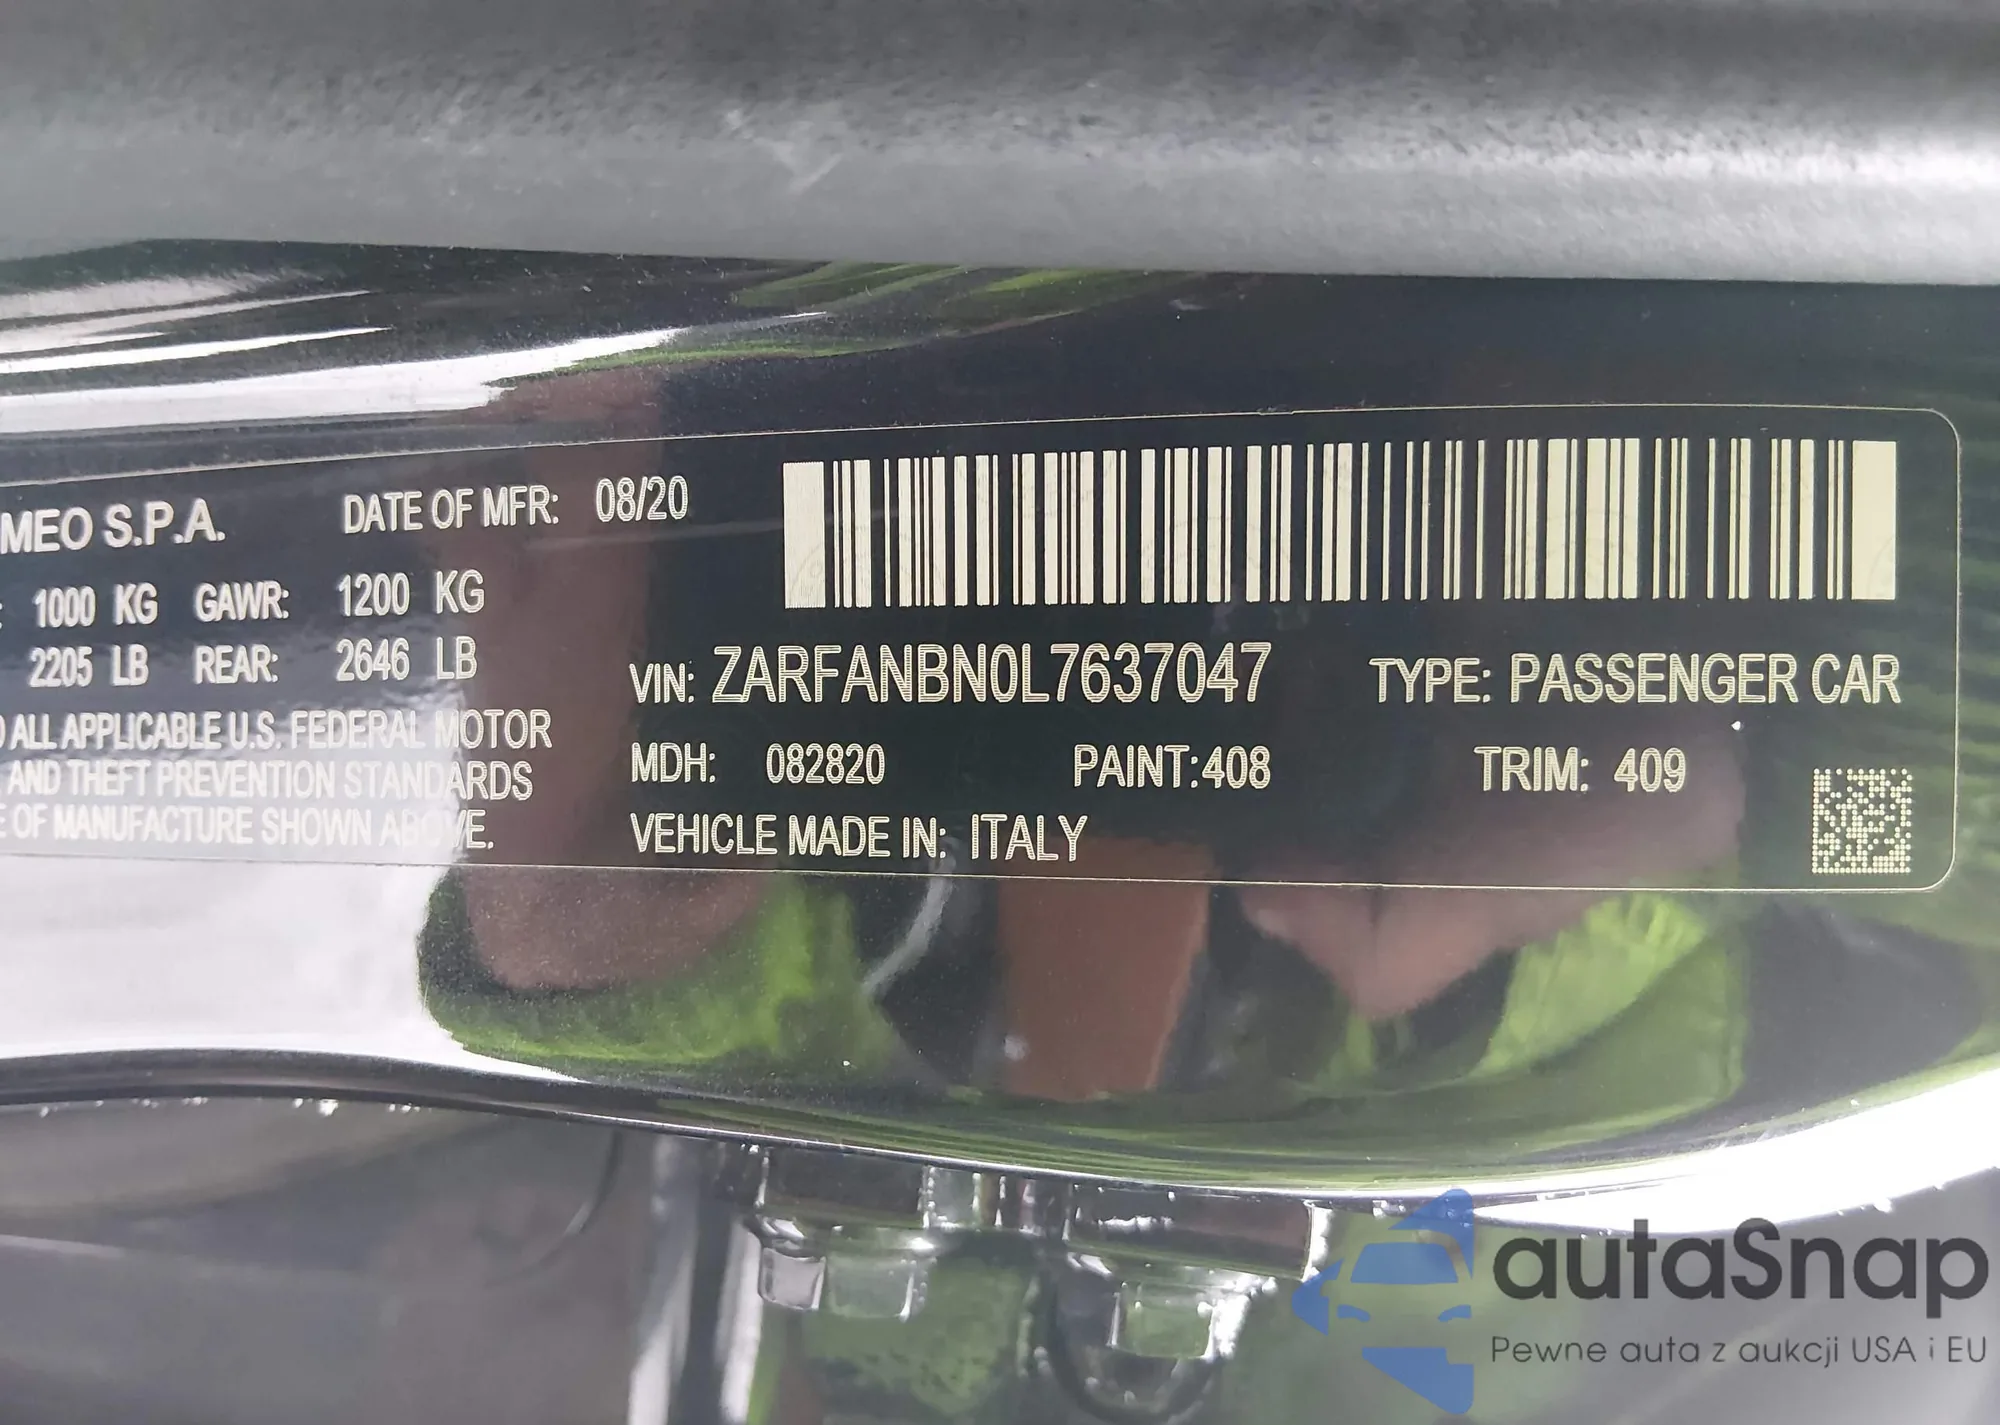 MEO S.P.A. DATE OF MFR: 08/20
1000 KG GAWR: 1200 KG
2205 LB REAR: 2646 LB
VIN: ZARFANBN0L7637047 TYPE: PASSENGER CAR
ALL APPLICABLE U.S. FEDERAL MOTOR
AND THEFT PREVENTION STANDARDS
OF MANUFACTURE SHOWN ABOVE.
MDH: 082820 PAINT:408 TRIM: 409
VEHICLE MADE IN: ITALY
autaSnap
Pewne auta z aukcji USA i EU